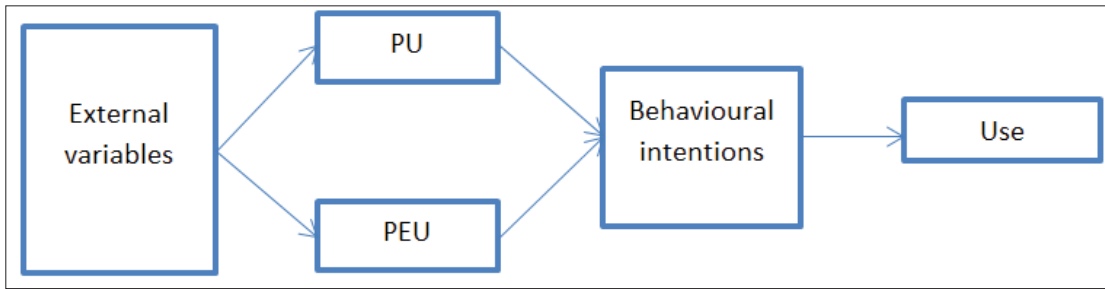 External
variables
PU
PEU
Behavioural
intentions
Use